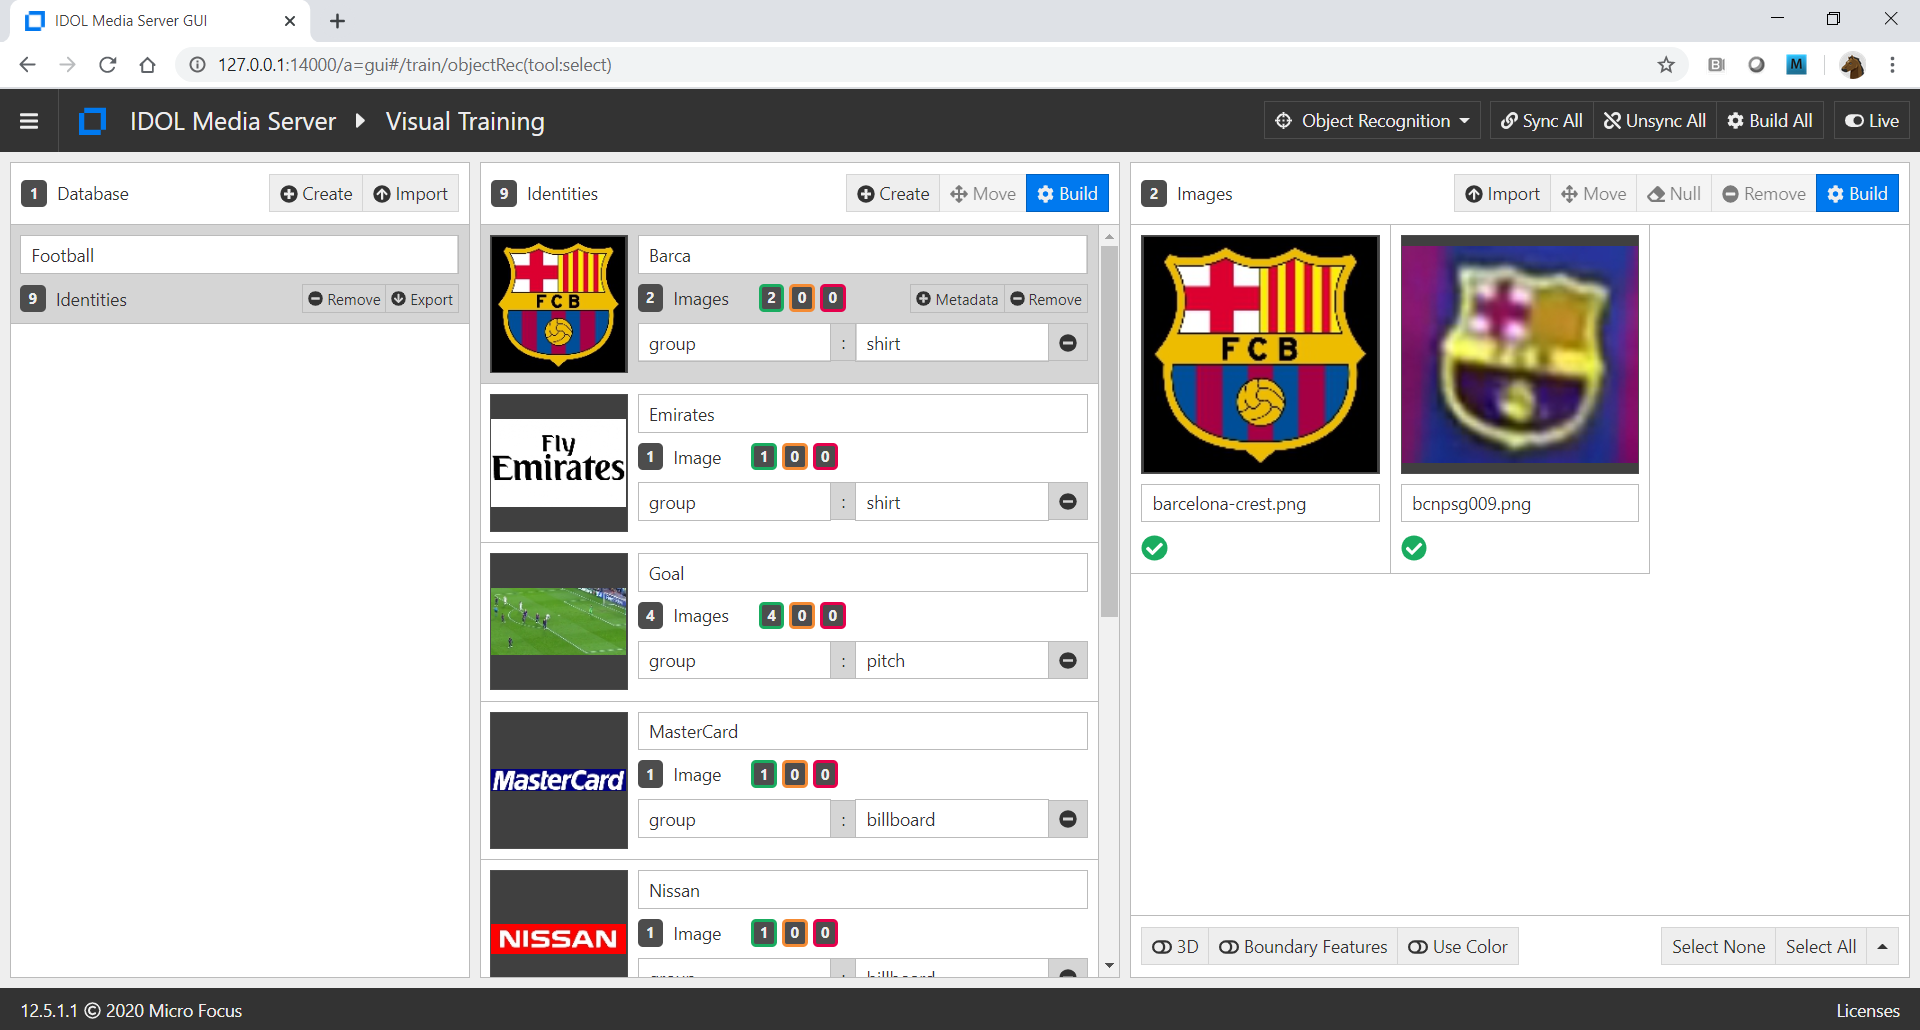 IDOL Media Server GUI
127.0.0.1:14000/a=gui#/train/objectRec(tool:select)
M
IDOL Media Server Visual Training
Object Recognition
Sync All
Unsync All
Build All
Live
1 Database
Create
Import
Football
9 Identities
Remove
Export
9 Identities
Create
Move
Build
FCB
Barca
2 Images 2 0 0
Metadata
Remove
group : shirt
Fly
Emirates
Emirates
1 Image 1 0 0
group : shirt
Goal
4 Images 4 0 0
group : pitch
MasterCard
MasterCard
1 Image 1 0 0
group : billboard
NISSAN
Nissan
1 Image 1 0 0
group : billboard
2 Images
Import
Move
Null
Remove
Build
FCB
barcelona-crest.png
bcnpsg009.png
3D
Boundary Features
Use Color
Select None
Select All
12.5.1.1 © 2020 Micro Focus
Licenses